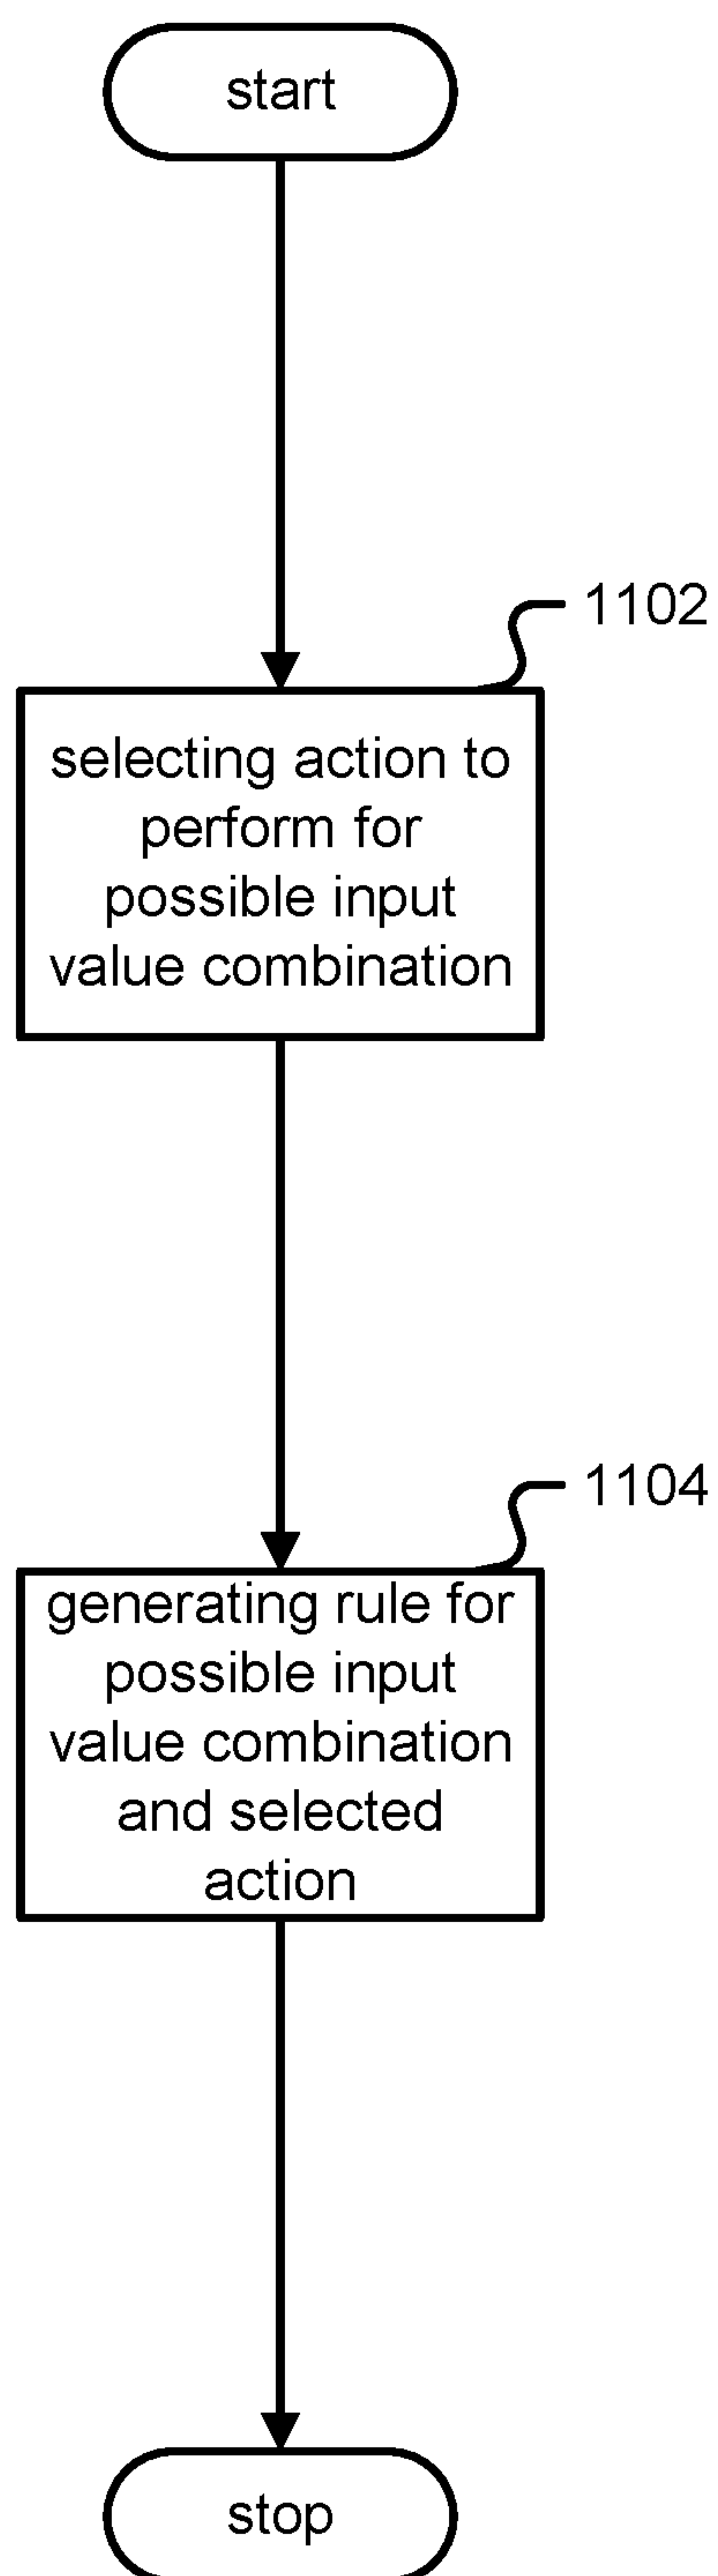 start
1102
selecting action to
perform for
possible input
value combination
1104
generating rule for
possible input
value combination
and selected
action
stop